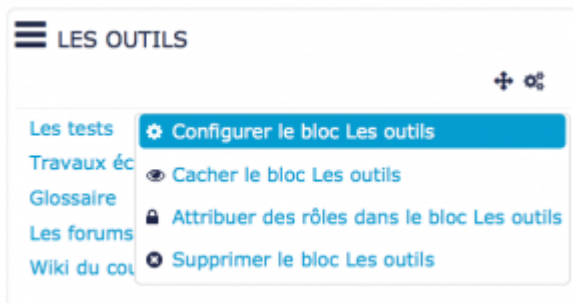 LES OUTILS
Les tests
Configurer le bloc Les outils
Travaux éc
Cacher le bloc Les outils
Glossaire
Attribuer des rôles dans le bloc Les outils
Les forums
Supprimer le bloc Les outils
Wiki du cou